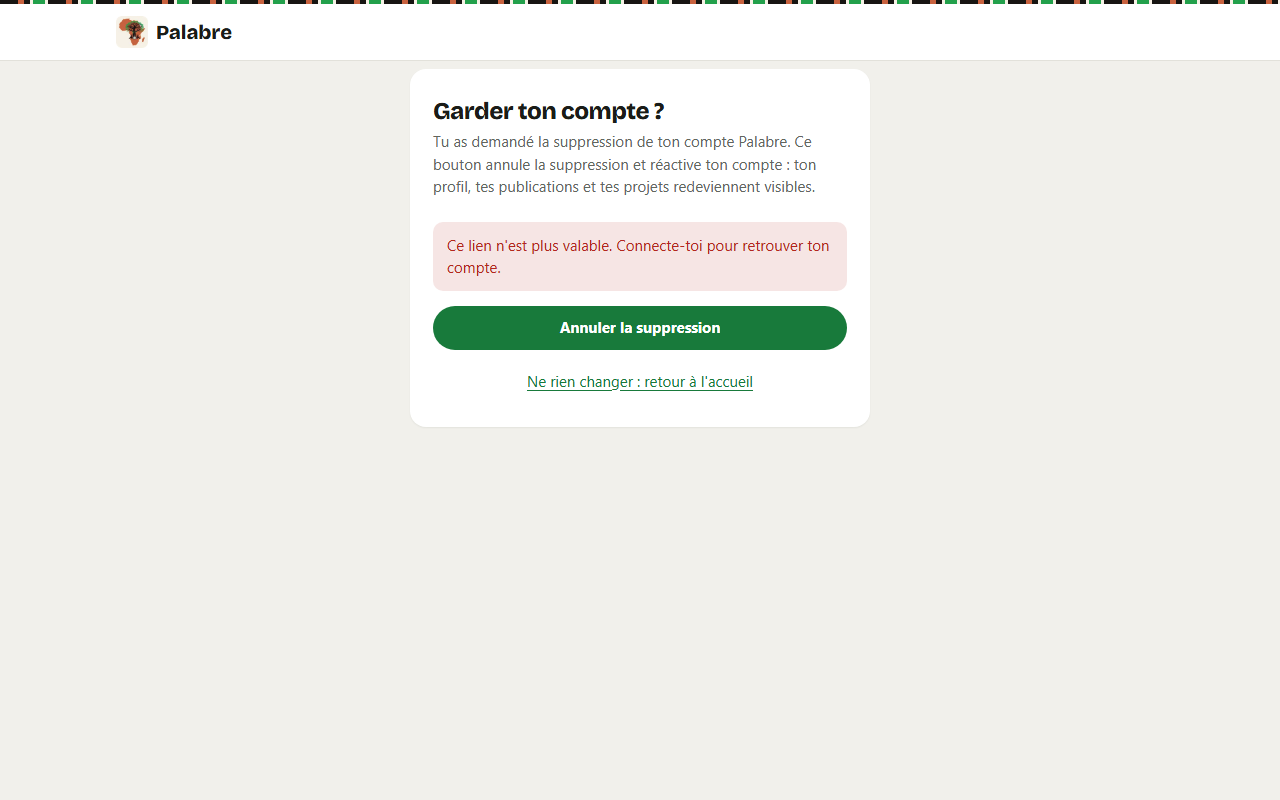 Palabre
Garder ton compte ?
Tu as demandé la suppression de ton compte Palabre. Ce
bouton annule la suppression et réactive ton compte : ton
profil, tes publications et tes projets redeviennent visibles.
Ce lien n'est plus valable. Connecte-toi pour retrouver ton
compte.
Annuler la suppression
Ne rien changer : retour à l'accueil